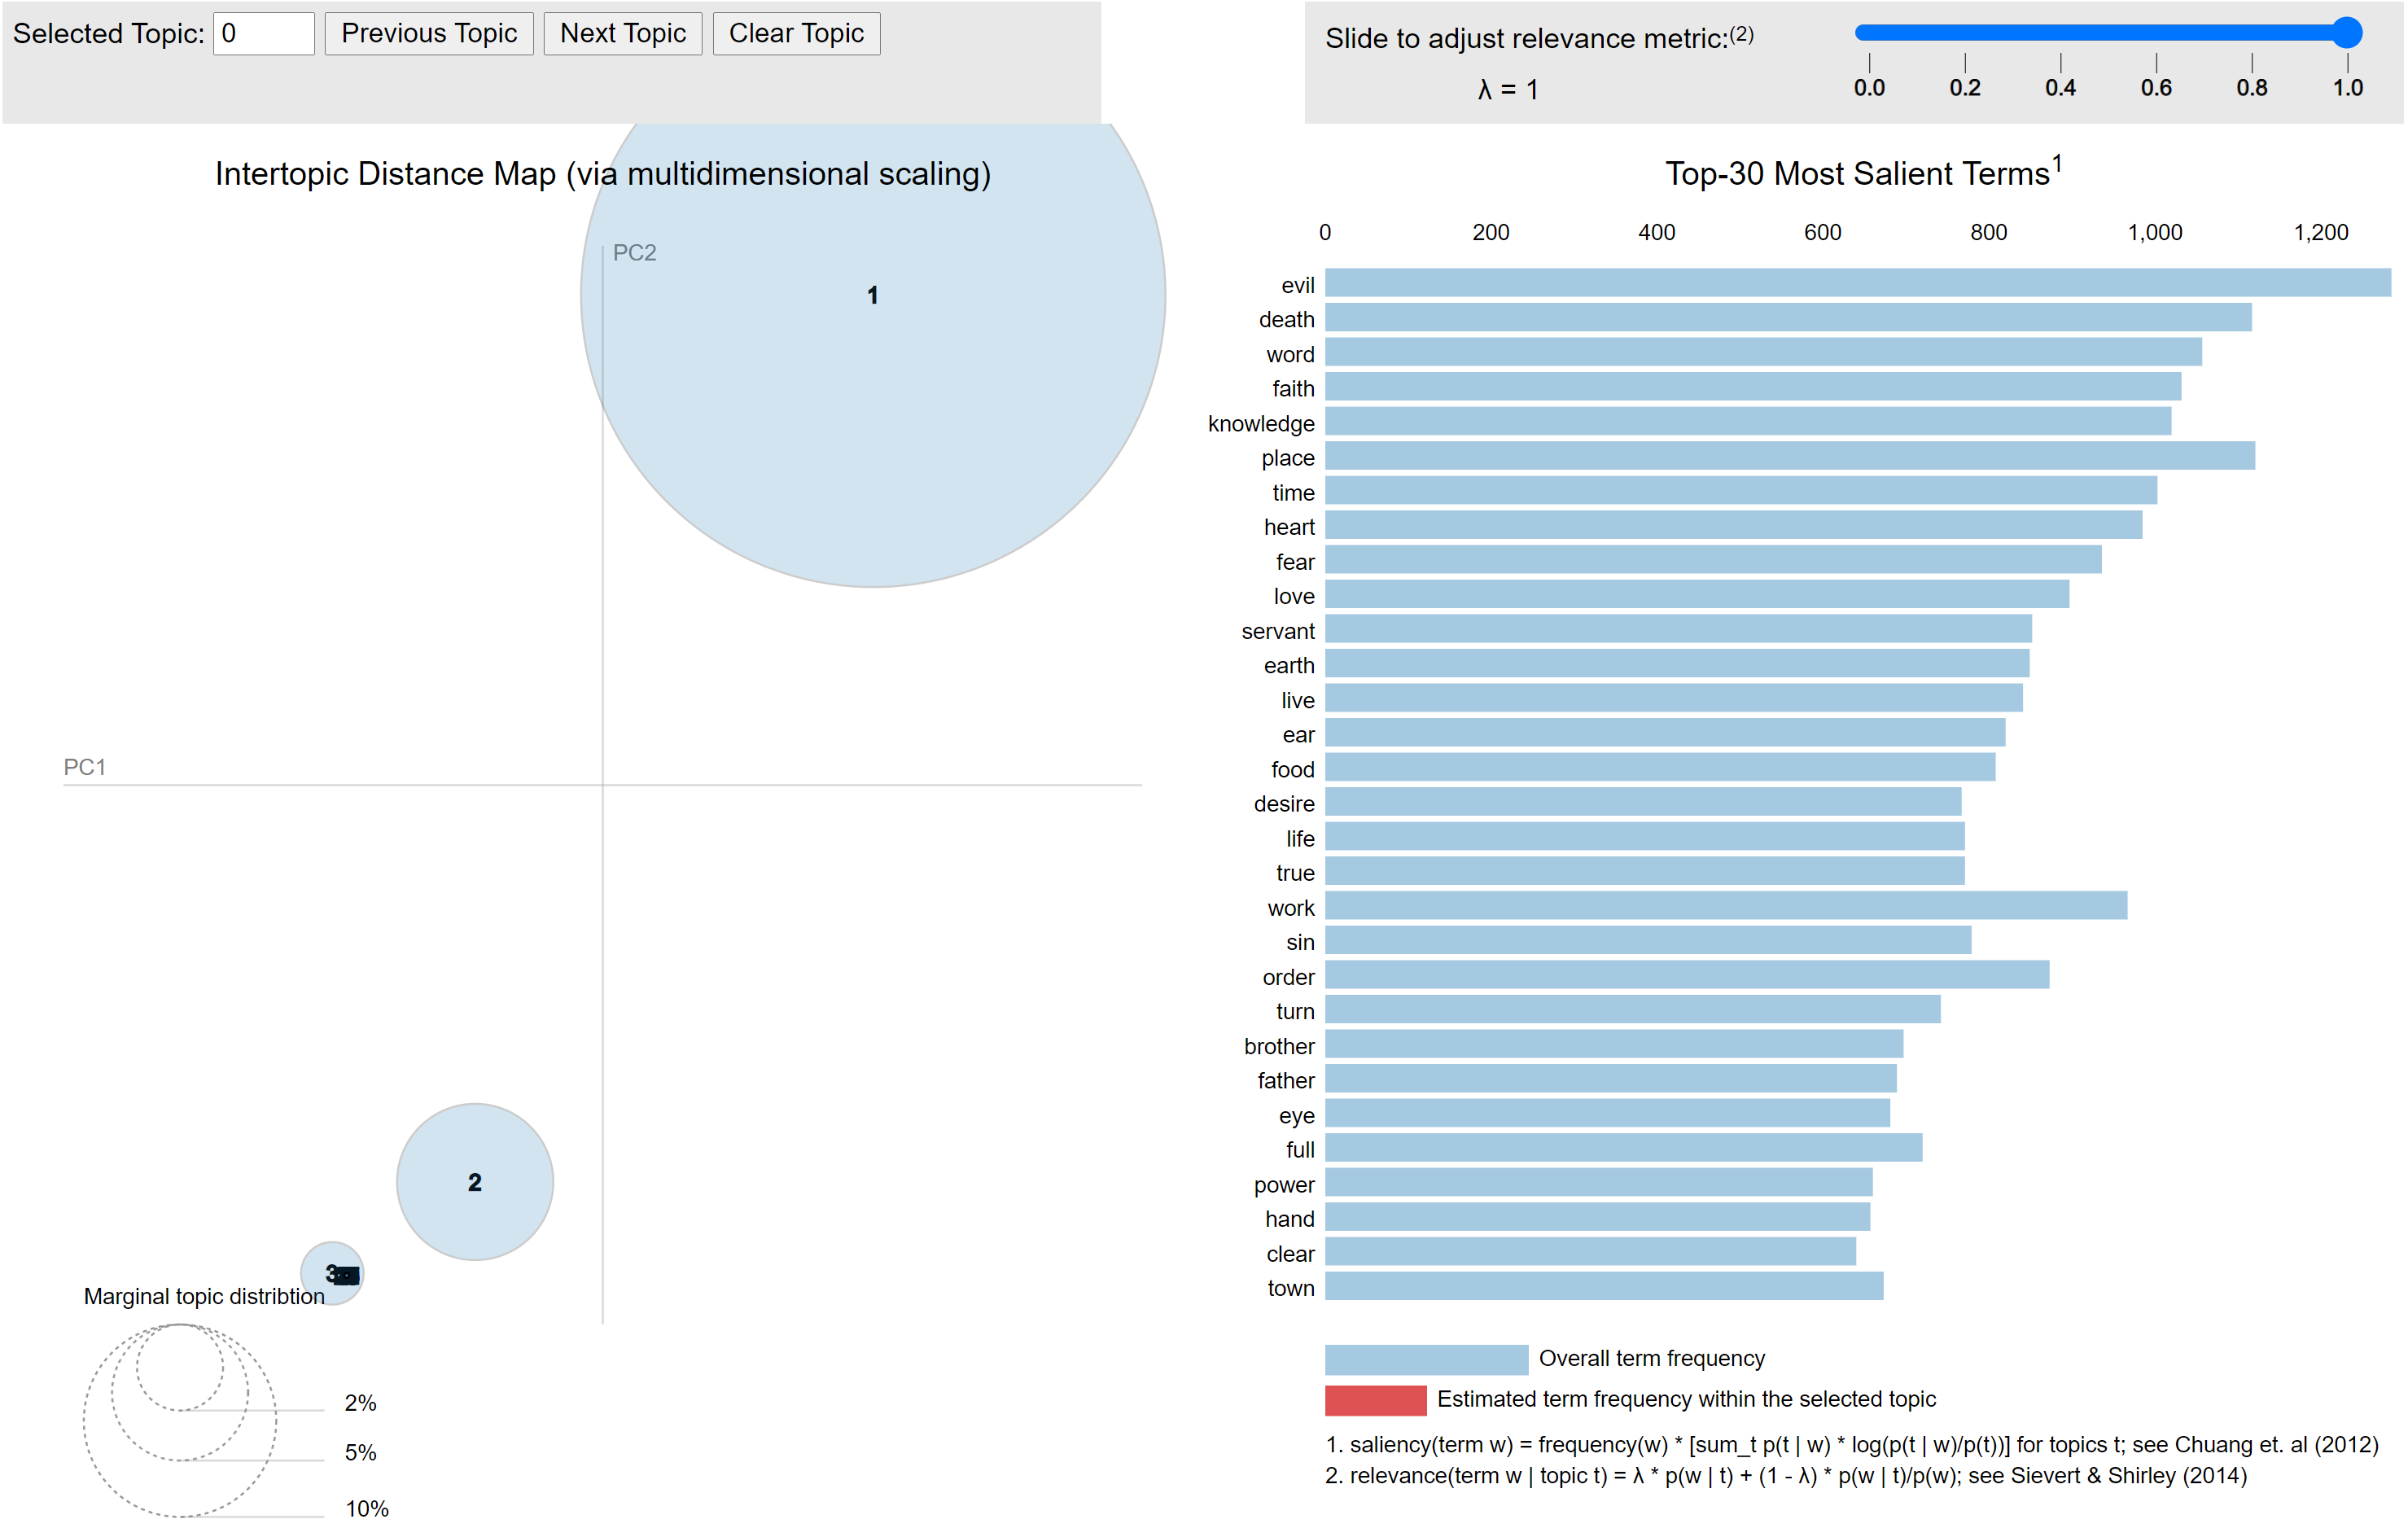 Selected Topic: 0 Previous Topic Next Topic Clear Topic
Slide to adjust relevance metric:(2)
λ = 1
0.0 0.2 0.4 0.6 0.8 1.0
Intertopic Distance Map (via multidimensional scaling)
PC2
PC1
1
2
3
Marginal topic distribtion
2%
5%
10%
Top-30 Most Salient Terms1
0 200 400 600 800 1,000 1,200
evil
death
word
faith
knowledge
place
time
heart
fear
love
servant
earth
live
ear
food
desire
life
true
work
sin
order
turn
brother
father
eye
full
power
hand
clear
town
Overall term frequency
Estimated term frequency within the selected topic
1. saliency(term w) = frequency(w) * [sum_t p(t | w) * log(p(t | w)/p(t))] for topics t; see Chuang et. al (2012)
2. relevance(term w | topic t) = λ * p(w | t) + (1 - λ) * p(w | t)/p(w); see Sievert & Shirley (2014)